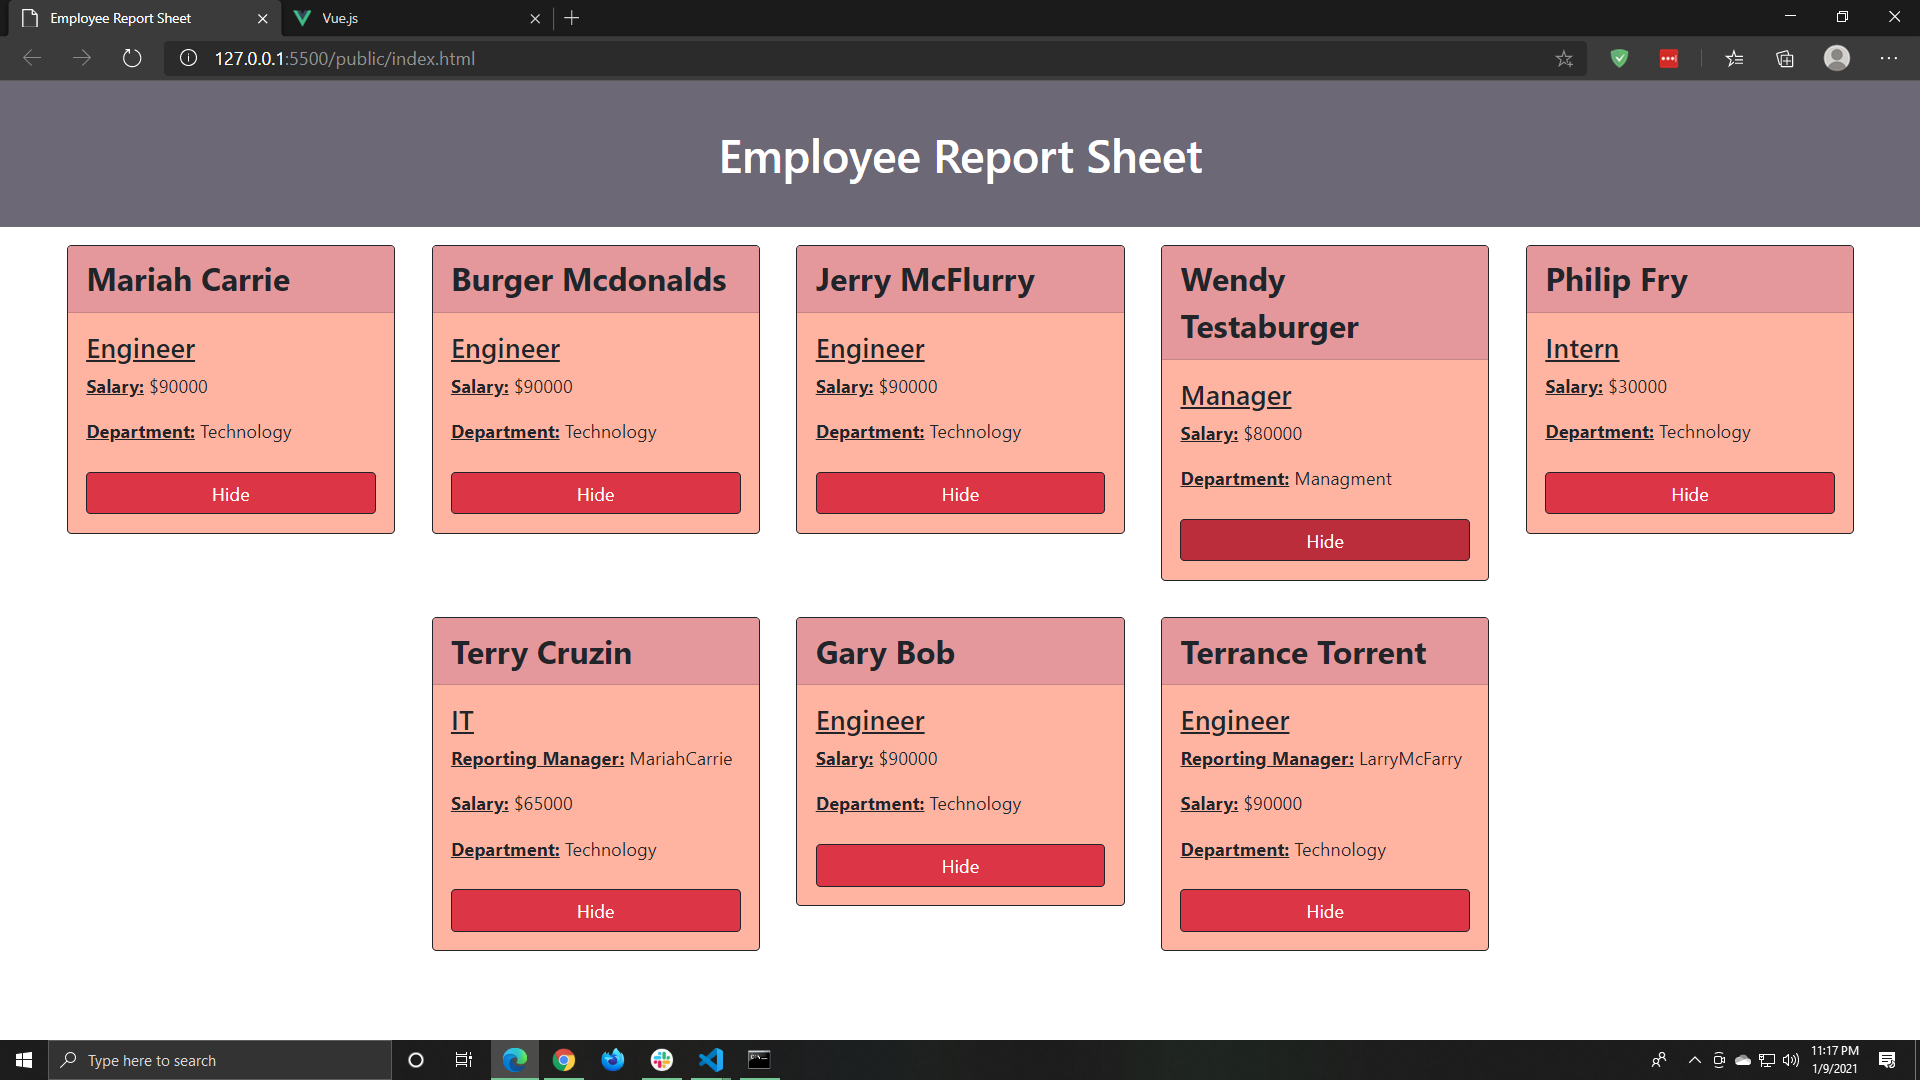 Employee Report Sheet
Vue.js
127.0.0.1:5500/public/index.html
Employee Report Sheet
Mariah Carrie
Engineer
Salary: $90000
Department: Technology
Hide
Burger Mcdonalds
Engineer
Salary: $90000
Department: Technology
Hide
Jerry McFlurry
Engineer
Salary: $90000
Department: Technology
Hide
Wendy
Testaburger
Manager
Salary: $80000
Department: Managment
Hide
Philip Fry
Intern
Salary: $30000
Department: Technology
Hide
Terry Cruzin
IT
Reporting Manager: MariahCarrie
Salary: $65000
Department: Technology
Hide
Gary Bob
Engineer
Salary: $90000
Department: Technology
Hide
Terrance Torrent
Engineer
Reporting Manager: LarryMcFarry
Salary: $90000
Department: Technology
Hide
Type here to search
11:17 PM
1/9/2021